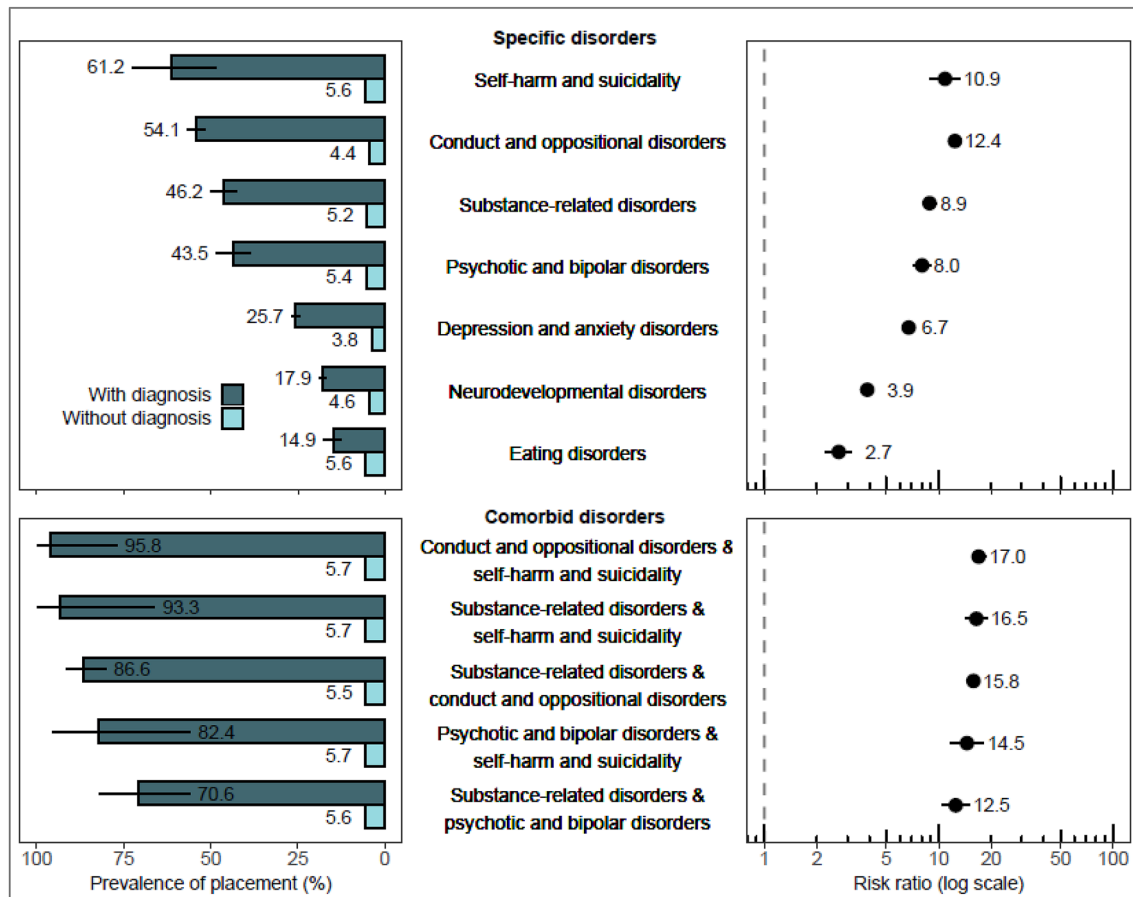 Specific disorders
61.2
5.6
Self-harm and suicidality
10.9
54.1
4.4
Conduct and oppositional disorders
12.4
46.2
5.2
Substance-related disorders
8.9
43.5
5.4
Psychotic and bipolar disorders
8.0
25.7
3.8
Depression and anxiety disorders
6.7
With diagnosis
Without diagnosis
17.9
4.6
Neurodevelopmental disorders
3.9
14.9
5.6
Eating disorders
2.7
Comorbid disorders
95.8
5.7
Conduct and oppositional disorders &
self-harm and suicidality
17.0
93.3
5.7
Substance-related disorders &
self-harm and suicidality
16.5
86.6
5.5
Substance-related disorders &
conduct and oppositional disorders
15.8
82.4
5.7
Psychotic and bipolar disorders &
self-harm and suicidality
14.5
70.6
5.6
Substance-related disorders &
psychotic and bipolar disorders
12.5
100 75 50 25 0
Prevalence of placement (%)
1 2 5 10 20 50 100
Risk ratio (log scale)